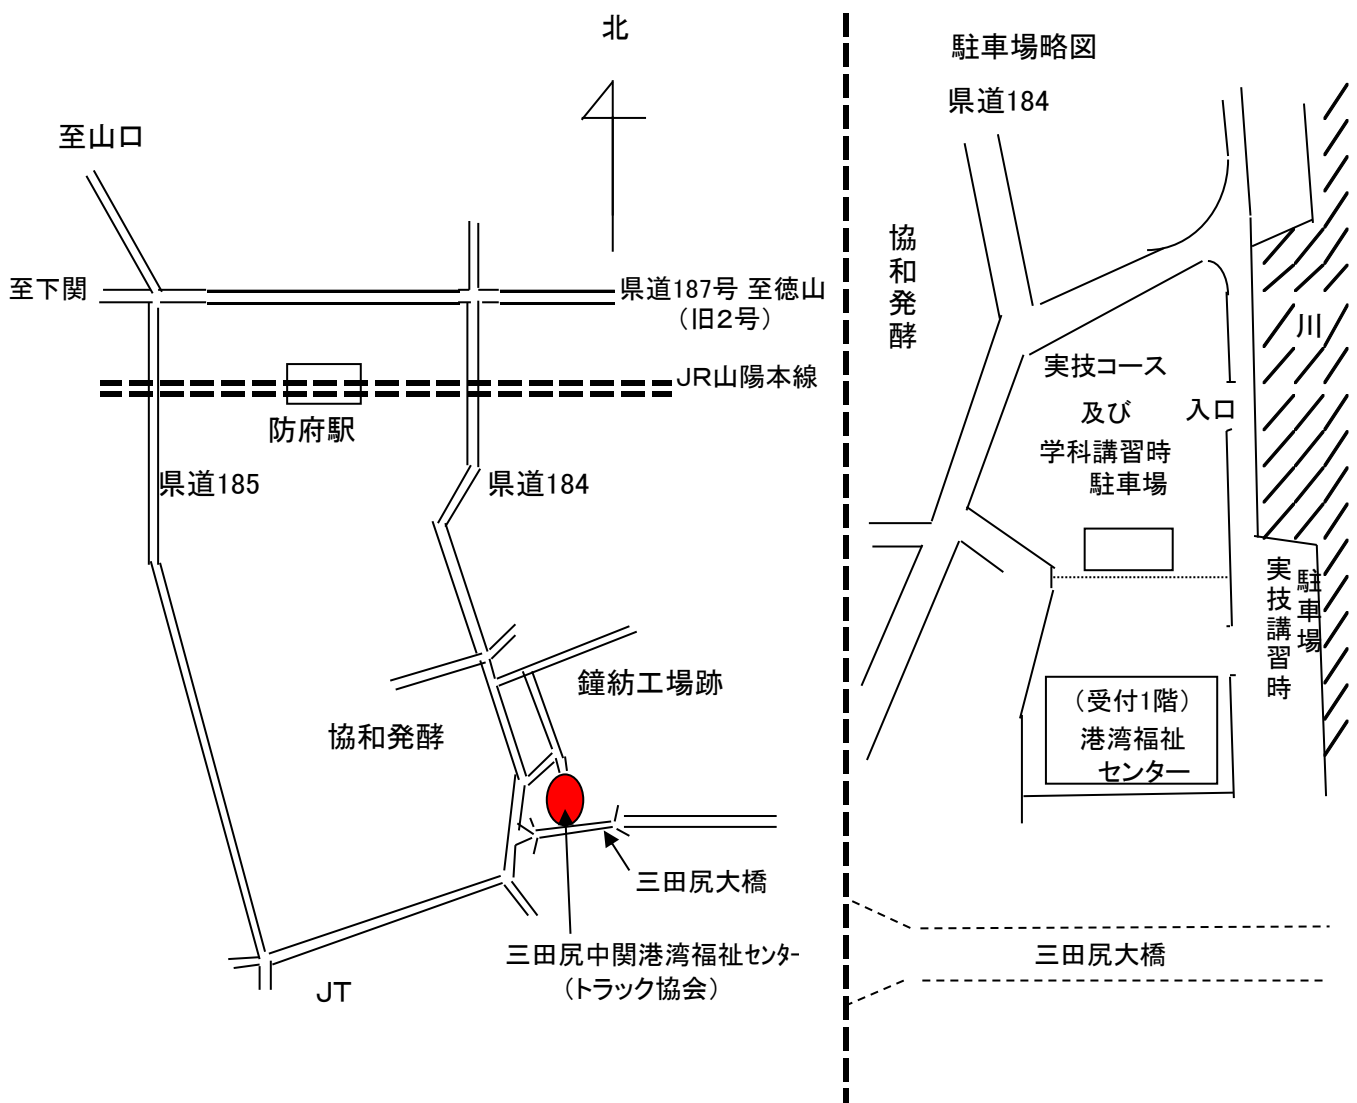 北
至山口
至下関
県道187号 至徳山
（旧２号）
ＪＲ山陽本線
防府駅
県道185
県道184
鐘紡工場跡
協和発酵
三田尻大橋
三田尻中関港湾福祉ｾﾝﾀｰ
（トラック協会）
ＪＴ
駐車場略図
県道184
協和発酵
川
実技コース
及び
入口
学科講習時
駐車場
実技講習時
駐車場
（受付1階）
港湾福祉
センター
三田尻大橋